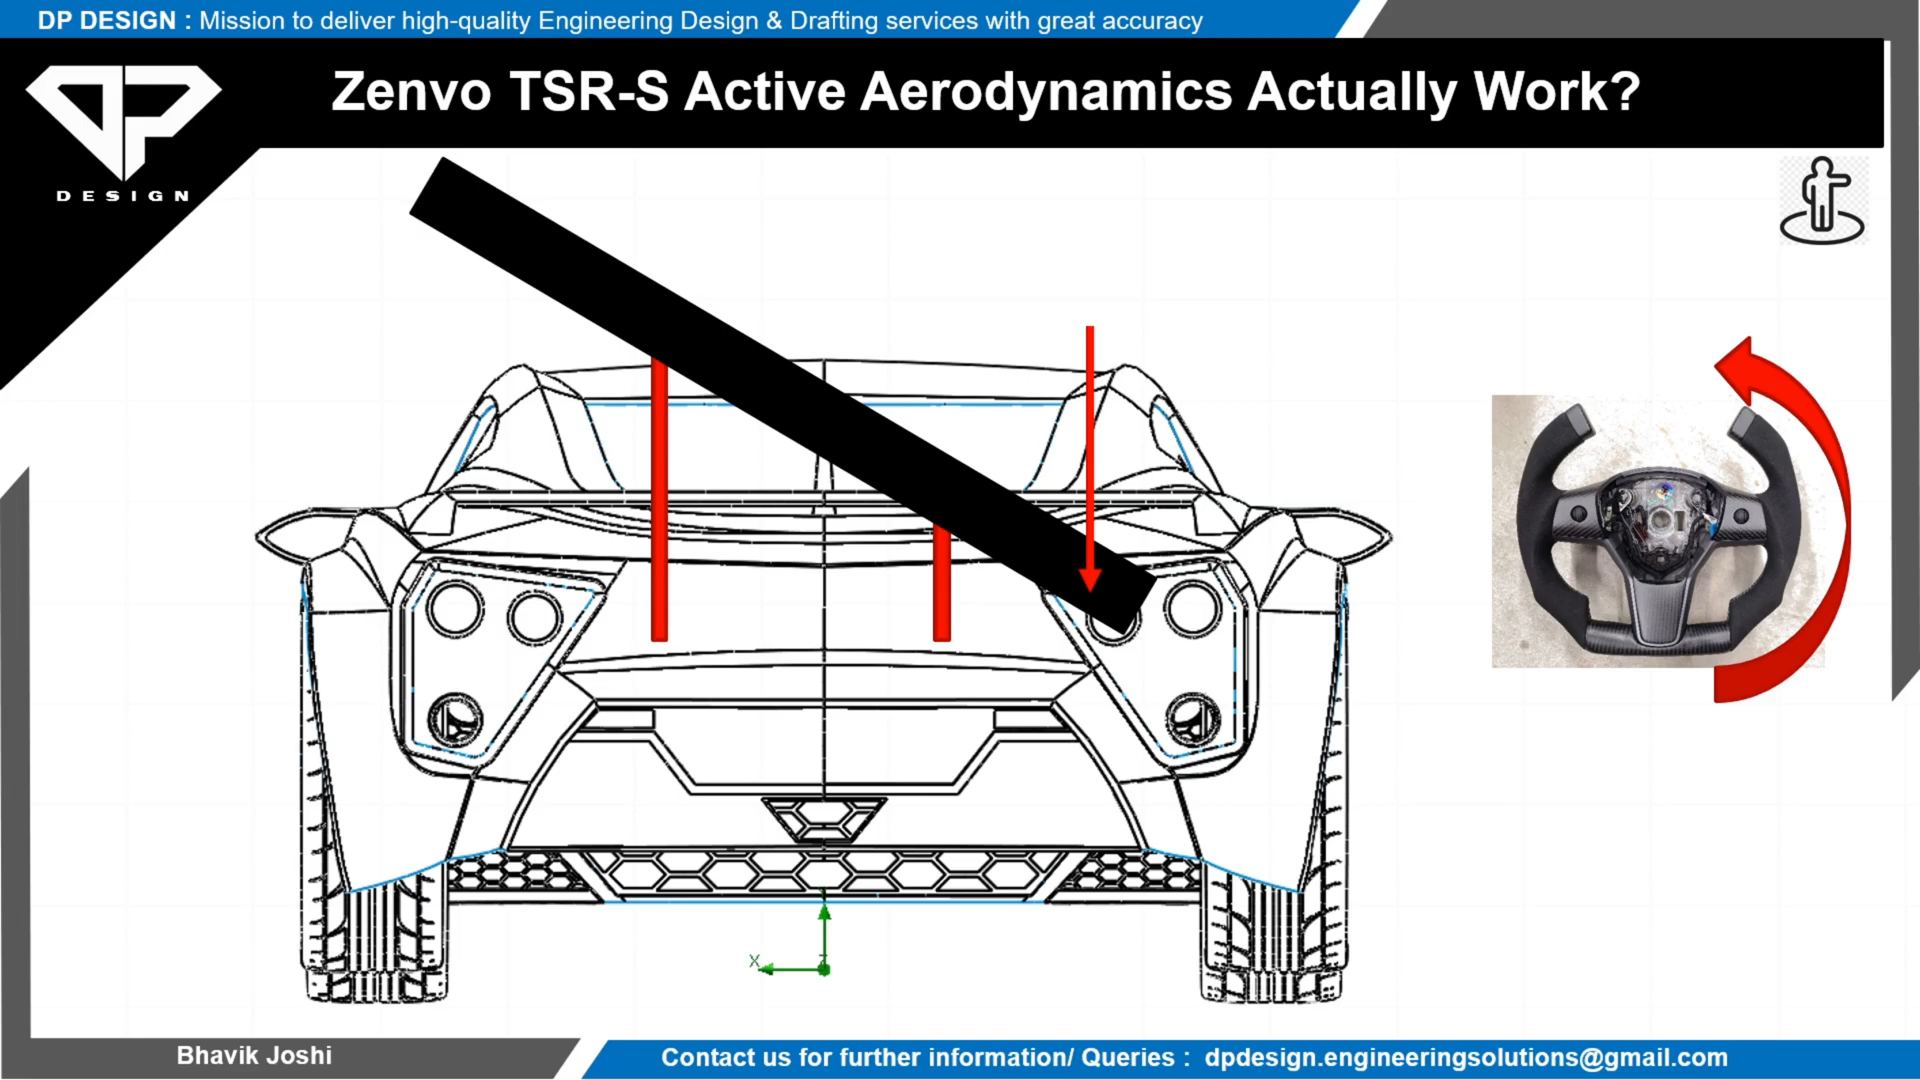 DP DESIGN : Mission to deliver high-quality Engineering Design & Drafting services with great accuracy
Zenvo TSR-S Active Aerodynamics Actually Work?
DP
DESIGN
X
Bhavik Joshi
Contact us for further information/ Queries : dpdesign.engineeringsolutions@gmail.com